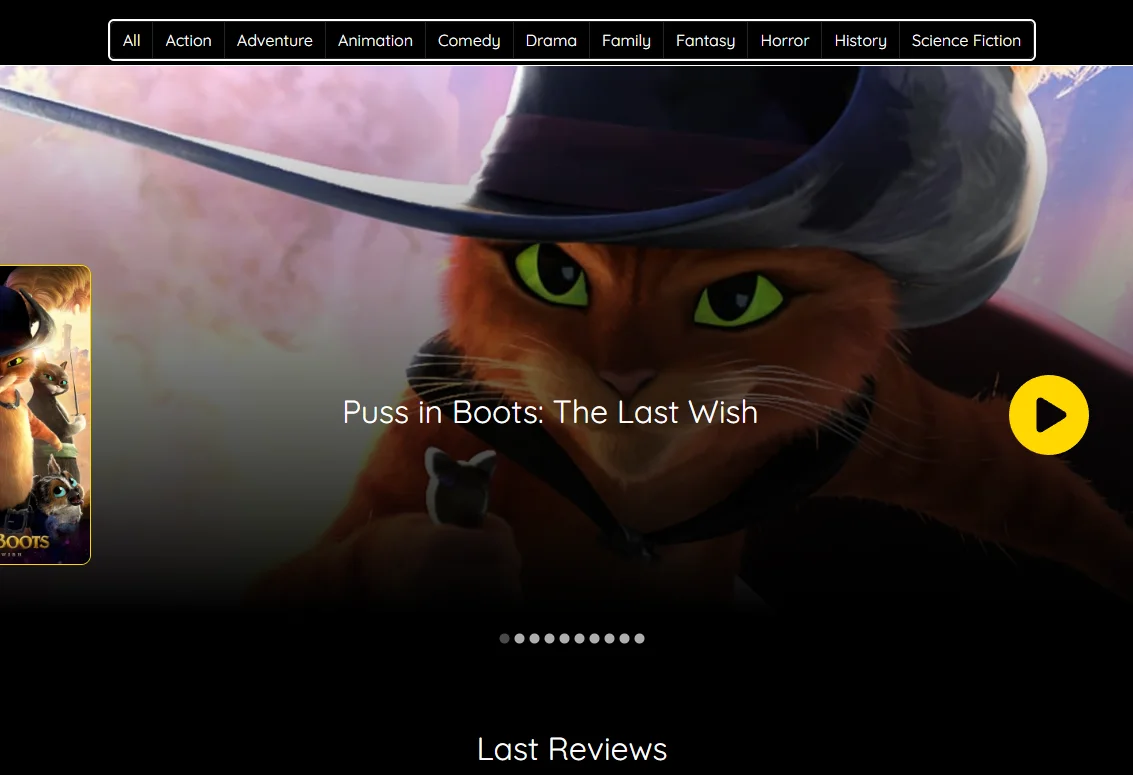 All Action Adventure Animation Comedy Drama Family Fantasy Horror History Science Fiction
BOOTS
Puss in Boots: The Last Wish
Last Reviews